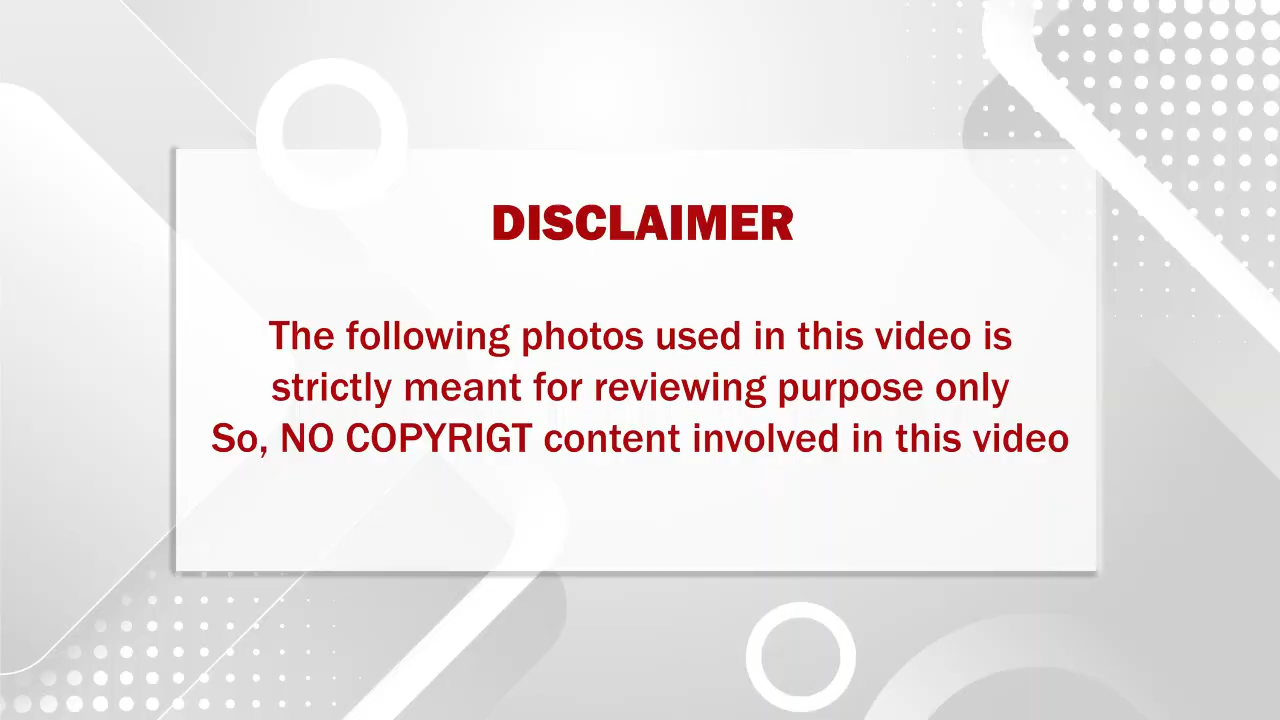 DISCLAIMER
The following photos used in this video is
strictly meant for reviewing purpose only
So, NO COPYRIGT content involved in this video